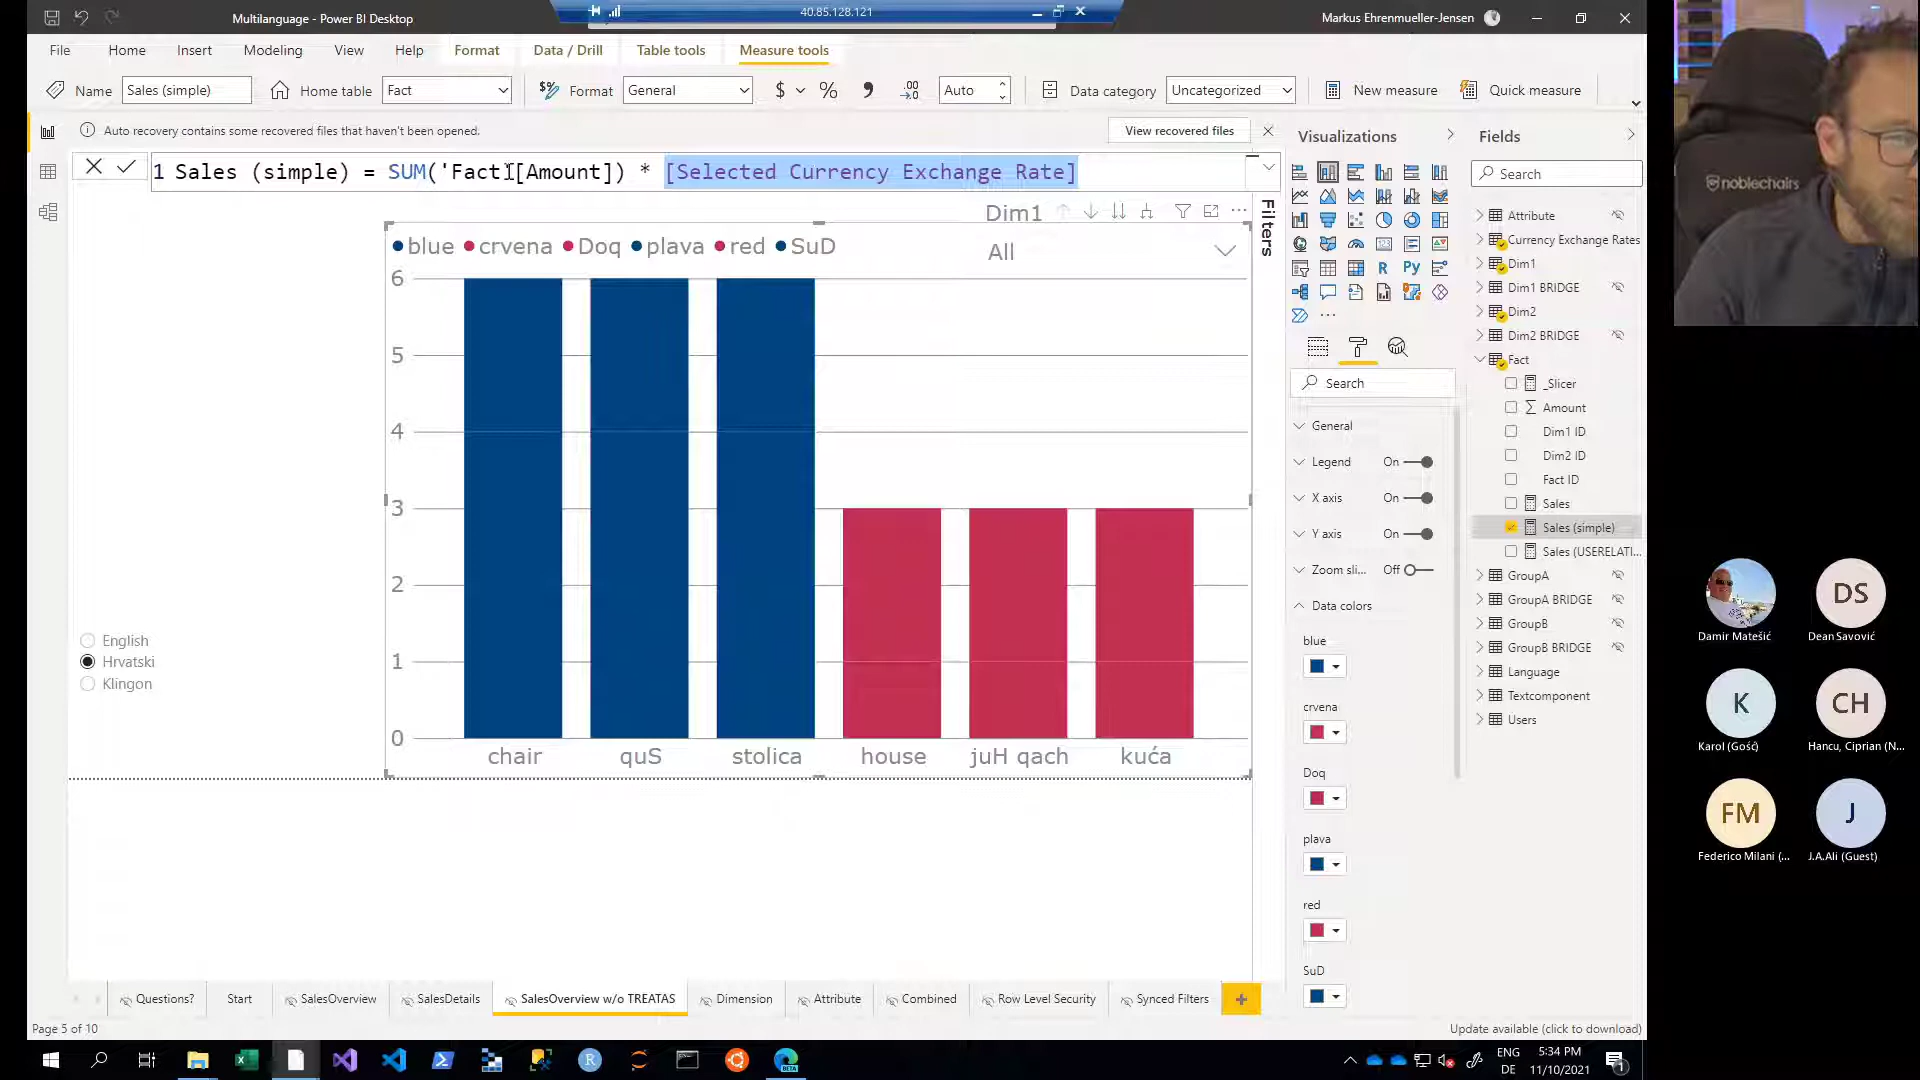 Multilanguage - Power BI Desktop
40.85.128.121
Markus Ehrenmueller-Jensen
File
Home
Insert
Modeling
View
Help
Format
Data / Drill
Table tools
Measure tools
Name
Sales (simple)
Home table
Fact
Format
General
$
%
Auto
Data category
Uncategorized
New measure
Quick measure
Auto recovery contains some recovered files that haven't been opened.
View recovered files
1 Sales (simple) = SUM('Fact'[Amount]) * [Selected Currency Exchange Rate]
Dim1
All
blue
crvena
Doq
plava
red
SuD
6
5
4
3
2
1
0
chair
quS
stolica
house
juH qach
kuća
English
Hrvatski
Klingon
Filters
Visualizations
R
Py
Search
General
Legend
On
X axis
On
Y axis
On
Zoom sli...
Off
Data colors
blue
crvena
Doq
plava
red
SuD
Fields
Search
Attribute
Currency Exchange Rates
Dim1
Dim1 BRIDGE
Dim2
Dim2 BRIDGE
Fact
_Slicer
Amount
Dim1 ID
Dim2 ID
Fact ID
Sales
Sales (simple)
Sales (USERELATI...
GroupA
GroupA BRIDGE
GroupB
GroupB BRIDGE
Language
Textcomponent
Users
Questions?
Start
SalesOverview
SalesDetails
SalesOverview w/o TREATAS
Dimension
Attribute
Combined
Row Level Security
Synced Filters
+
Page 5 of 10
Update available (click to download)
ENG
DE
5:34 PM
11/10/2021
1
noblechairs
Damir Matešić
DS
Dean Savović
K
Karol (Gość)
CH
Hancu, Ciprian (N...
FM
Federico Milani (...
J
J.A.Ali (Guest)